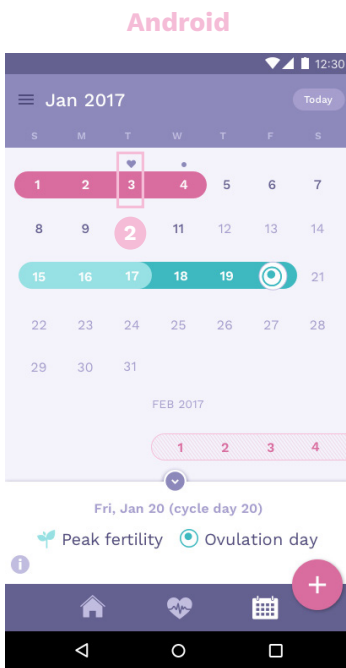 Android
12:30
Jan 2017
Today
S M T W T F S
1 2 3 4 5 6 7
8 9 2 11 12 13 14
15 16 17 18 19 21
22 23 24 25 26 27 28
29 30 31
FEB 2017
1 2 3 4
Fri, Jan 20 (cycle day 20)
Peak fertility Ovulation day
i
+